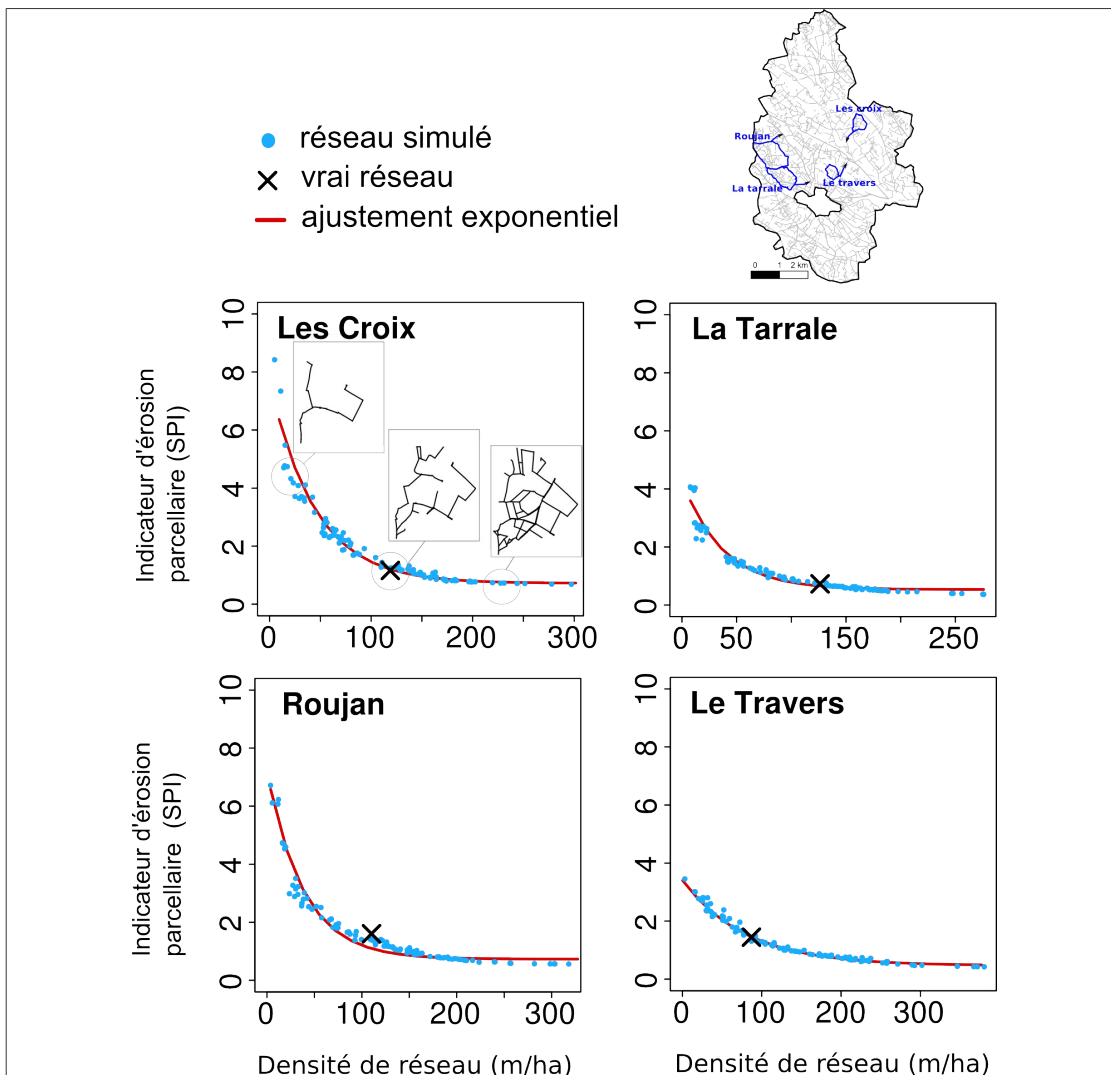 Les croix
Roujan
La tarrale
Le travers
0 1 2 km
réseau simulé
vrai réseau
ajustement exponentiel
Les Croix
Indicateur d'érosion
parcellaire (SPI)
0 2 4 6 8 10
0 100 200 300
La Tarrale
0 2 4 6 8 10
0 50 150 250
Roujan
Indicateur d'érosion
parcellaire (SPI)
0 2 4 6 8 10
0 100 200 300
Densité de réseau (m/ha)
Le Travers
0 2 4 6 8 10
0 100 200 300
Densité de réseau (m/ha)